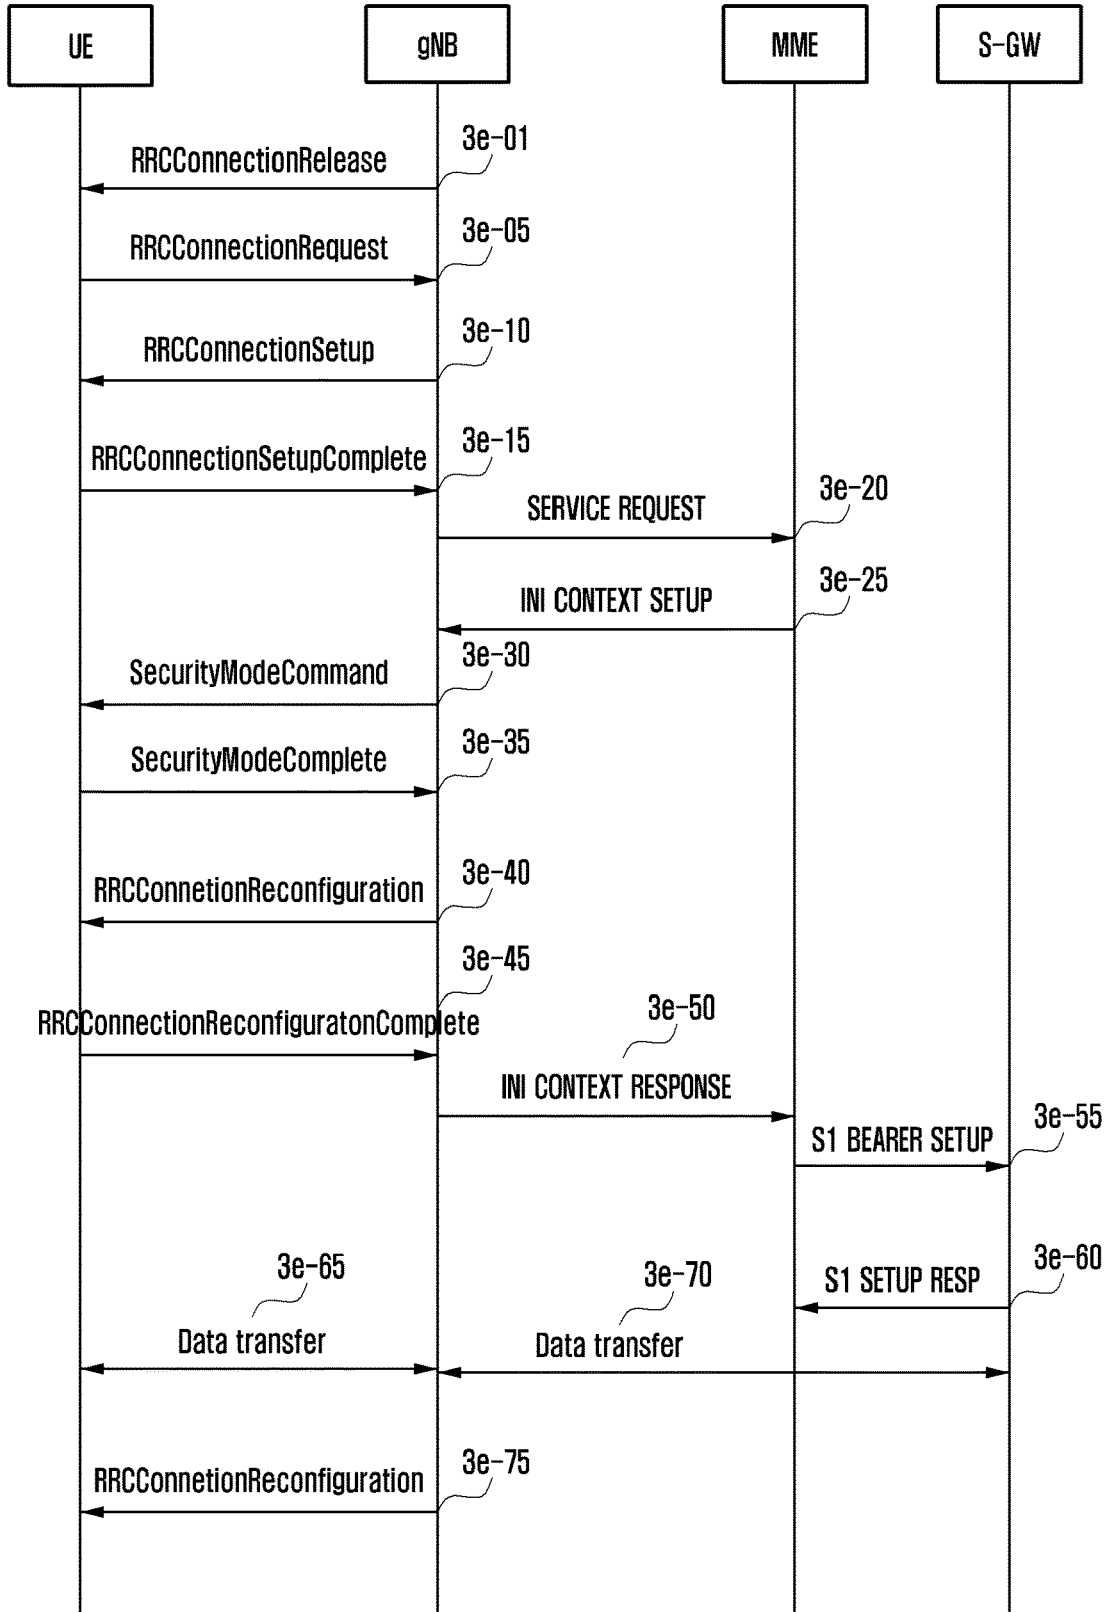 UE
gNB
MME
S-GW
3e-01
RRCConnectionRelease
3e-05
RRCConnectionRequest
3e-10
RRCConnectionSetup
3e-15
RRCConnectionSetupComplete
3e-20
SERVICE REQUEST
3e-25
INI CONTEXT SETUP
3e-30
SecurityModeCommand
3e-35
SecurityModeComplete
3e-40
RRCConnetionReconfiguration
3e-45
RRCConnectionReconfiguratonComplete
3e-50
INI CONTEXT RESPONSE
3e-55
S1 BEARER SETUP
3e-60
S1 SETUP RESP
3e-65
Data transfer
3e-70
Data transfer
3e-75
RRCConnetionReconfiguration